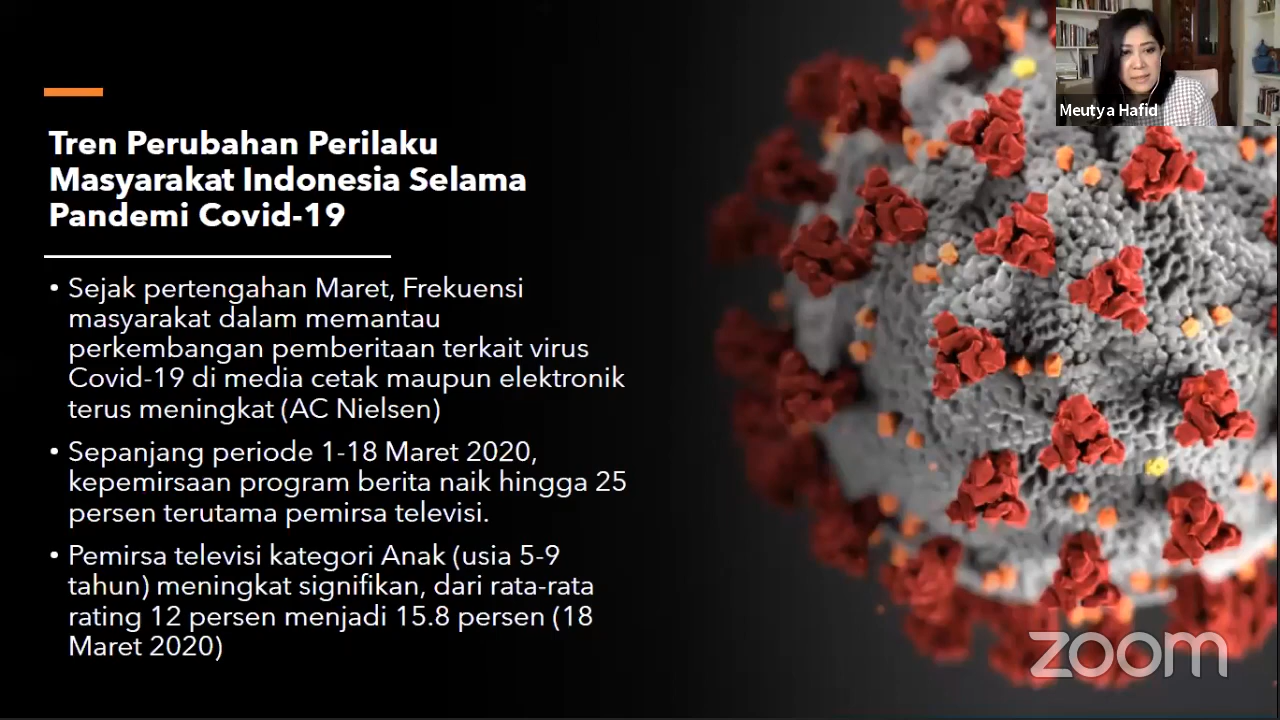 Meutya Hafid
Tren Perubahan Perilaku
Masyarakat Indonesia Selama
Pandemi Covid-19
• Sejak pertengahan Maret, Frekuensi
masyarakat dalam memantau
perkembangan pemberitaan terkait virus
Covid-19 di media cetak maupun elektronik
terus meningkat (AC Nielsen)
• Sepanjang periode 1-18 Maret 2020,
kepemirsaan program berita naik hingga 25
persen terutama pemirsa televisi.
• Pemirsa televisi kategori Anak (usia 5-9
tahun) meningkat signifikan, dari rata-rata
rating 12 persen menjadi 15.8 persen (18
Maret 2020)
zoom